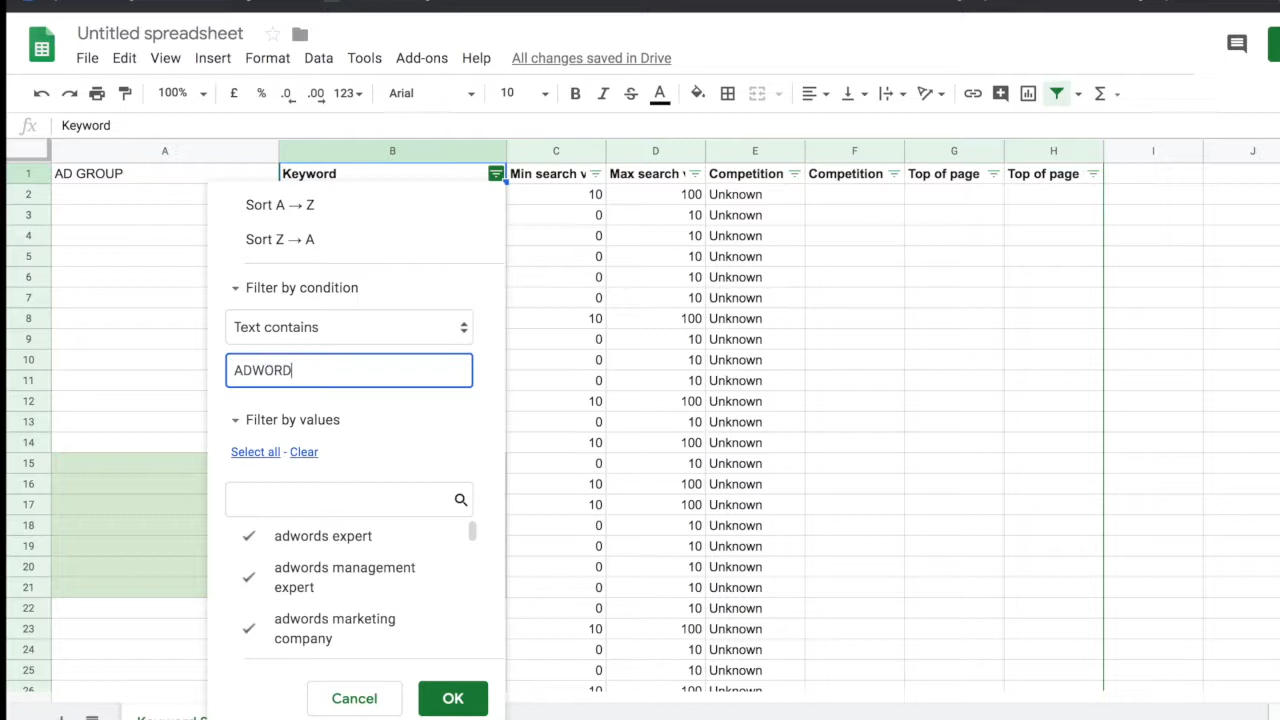 Untitled spreadsheet
File Edit View Insert Format Data Tools Add-ons Help All changes saved in Drive
100% £ % .0 .00 123 Arial 10 B I S A Σ
fx Keyword
A B C D E F G H I J
1 AD GROUP Keyword Min search v Max search v Competition Competition Top of page Top of page
2 10 100 Unknown
3 0 10 Unknown
4 0 10 Unknown
5 0 10 Unknown
6 0 10 Unknown
7 0 10 Unknown
8 10 100 Unknown
9 0 10 Unknown
10 0 10 Unknown
11 0 10 Unknown
12 10 100 Unknown
13 0 10 Unknown
14 10 100 Unknown
15 0 10 Unknown
16 10 100 Unknown
17 10 100 Unknown
18 0 10 Unknown
19 0 10 Unknown
20 0 10 Unknown
21 0 10 Unknown
22 0 10 Unknown
23 10 100 Unknown
24 0 10 Unknown
25 0 10 Unknown
26 10 100 Unknown
Sort A → Z
Sort Z → A
Filter by condition
Text contains
ADWORD
Filter by values
Select all - Clear
adwords expert
adwords management
expert
adwords marketing
company
Cancel OK